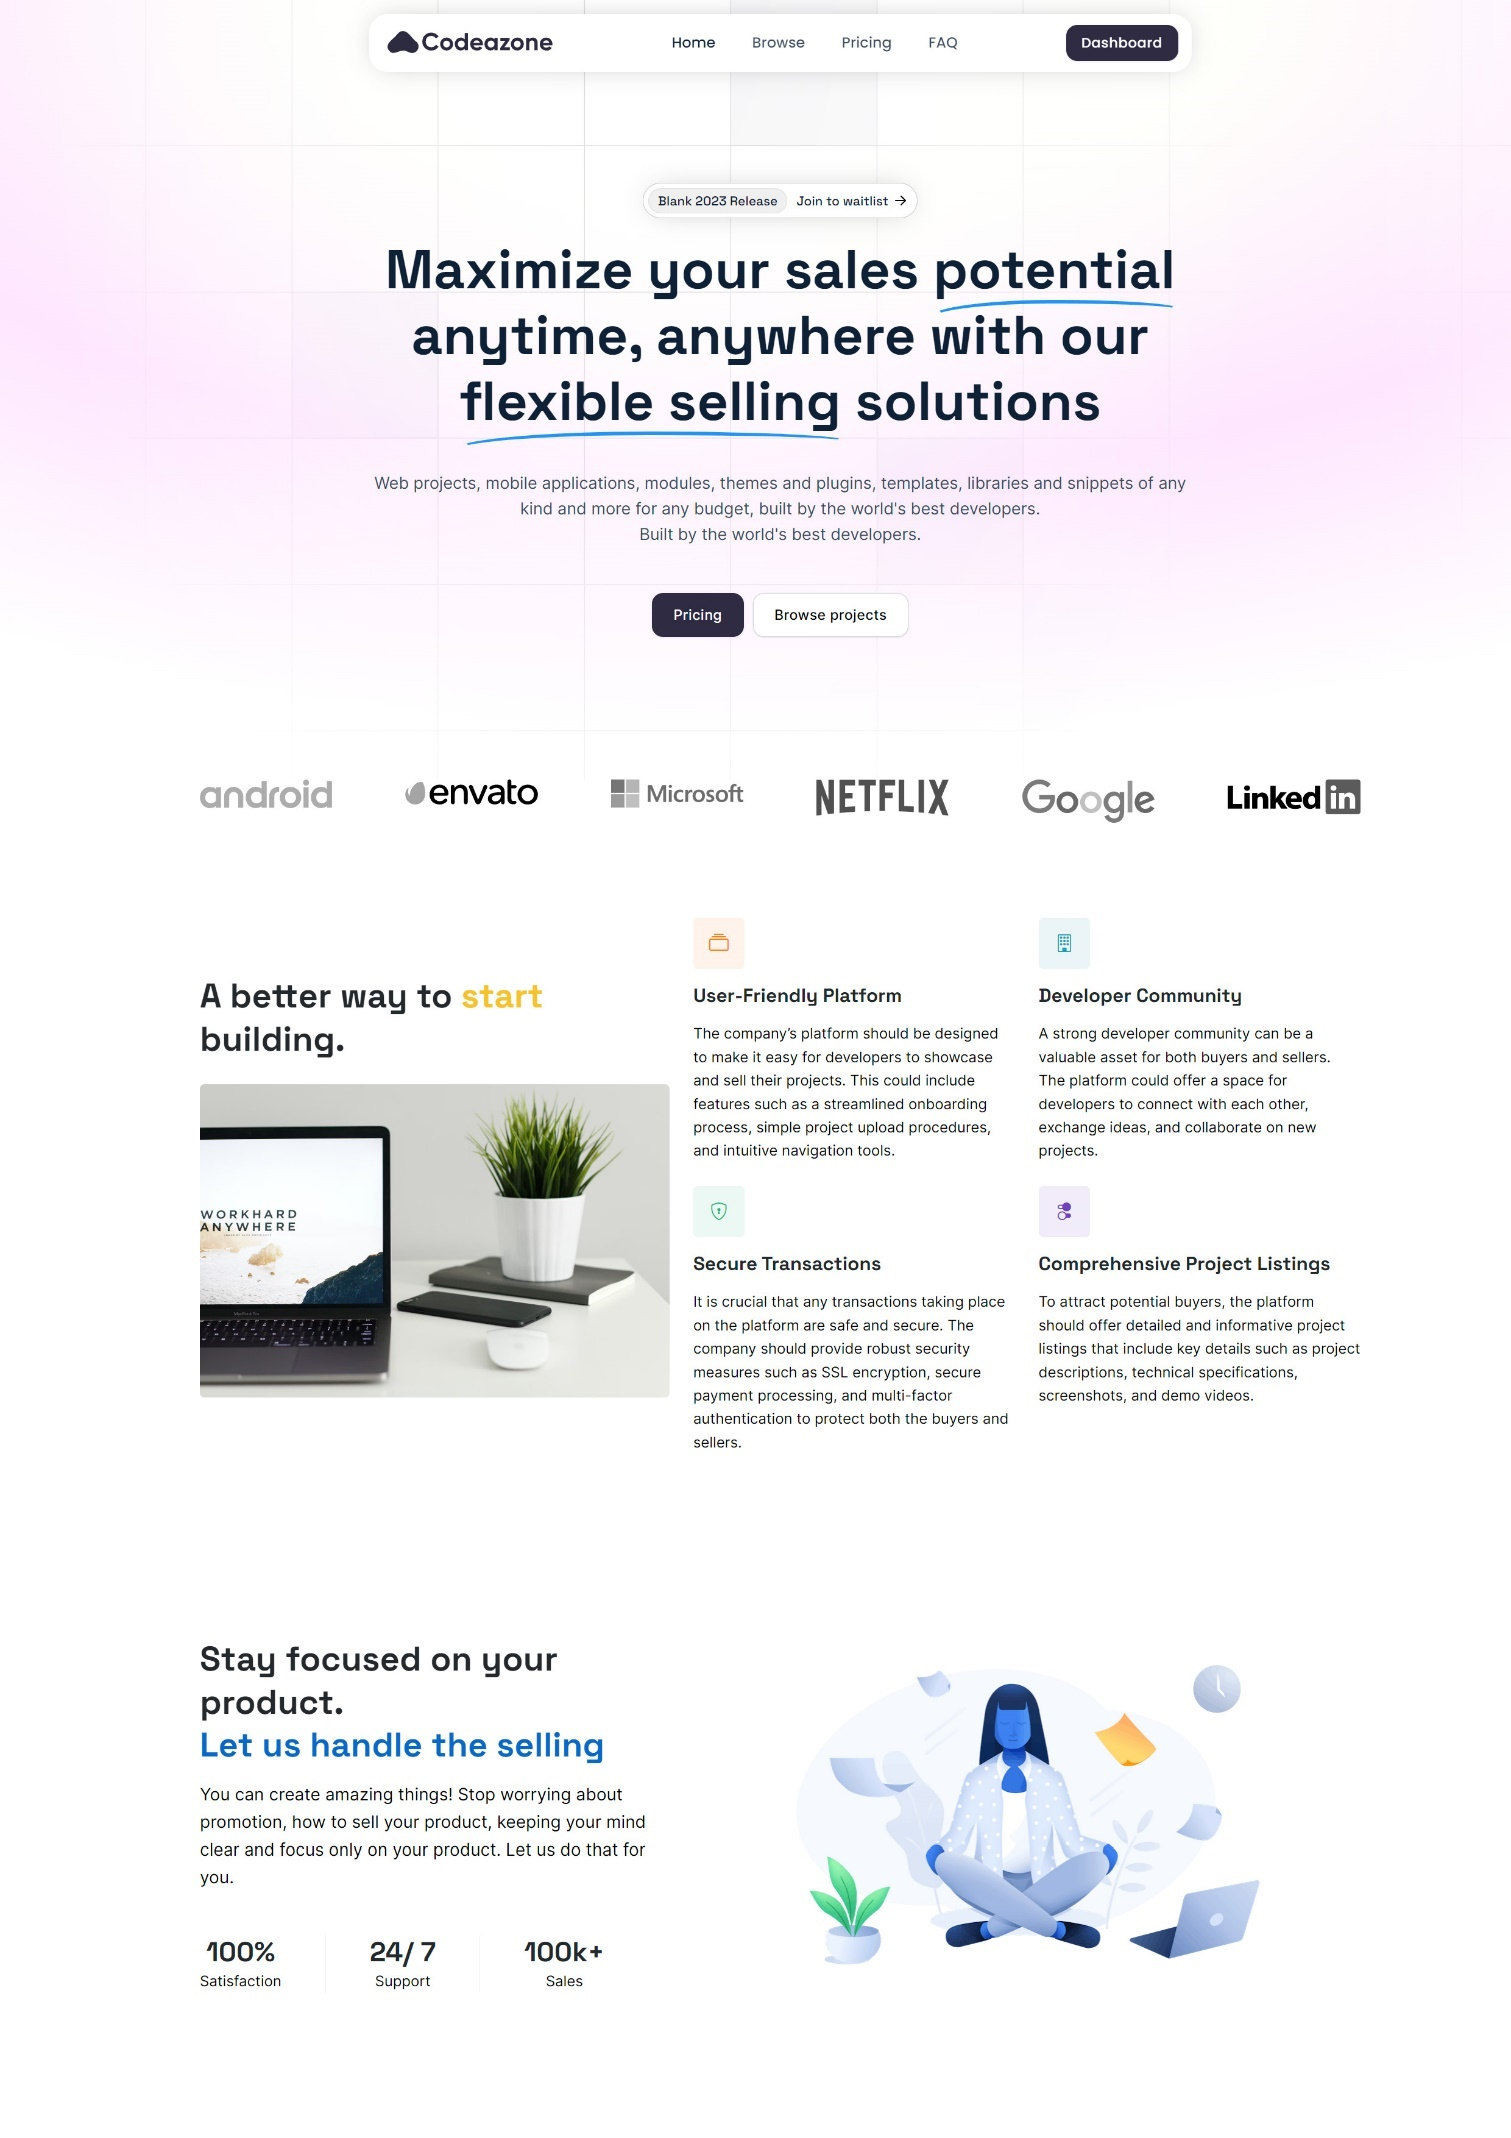 Codeazone
Home Browse Pricing FAQ
Dashboard
Blank 2023 Release Join to waitlist →
Maximize your sales potential
anytime, anywhere with our
flexible selling solutions
Web projects, mobile applications, modules, themes and plugins, templates, libraries and snippets of any
kind and more for any budget, built by the world's best developers.
Built by the world's best developers.
Pricing
Browse projects
android
envato
Microsoft
NETFLIX
Google
Linked in
A better way to start
building.
WORKHARD
ANYWHERE
User-Friendly Platform
The company’s platform should be designed
to make it easy for developers to showcase
and sell their projects. This could include
features such as a streamlined onboarding
process, simple project upload procedures,
and intuitive navigation tools.
Developer Community
A strong developer community can be a
valuable asset for both buyers and sellers.
The platform could offer a space for
developers to connect with each other,
exchange ideas, and collaborate on new
projects.
Secure Transactions
It is crucial that any transactions taking place
on the platform are safe and secure. The
company should provide robust security
measures such as SSL encryption, secure
payment processing, and multi-factor
authentication to protect both the buyers and
sellers.
Comprehensive Project Listings
To attract potential buyers, the platform
should offer detailed and informative project
listings that include key details such as project
descriptions, technical specifications,
screenshots, and demo videos.
Stay focused on your
product.
Let us handle the selling
You can create amazing things! Stop worrying about
promotion, how to sell your product, keeping your mind
clear and focus only on your product. Let us do that for
you.
100%
Satisfaction
24/ 7
Support
100k+
Sales